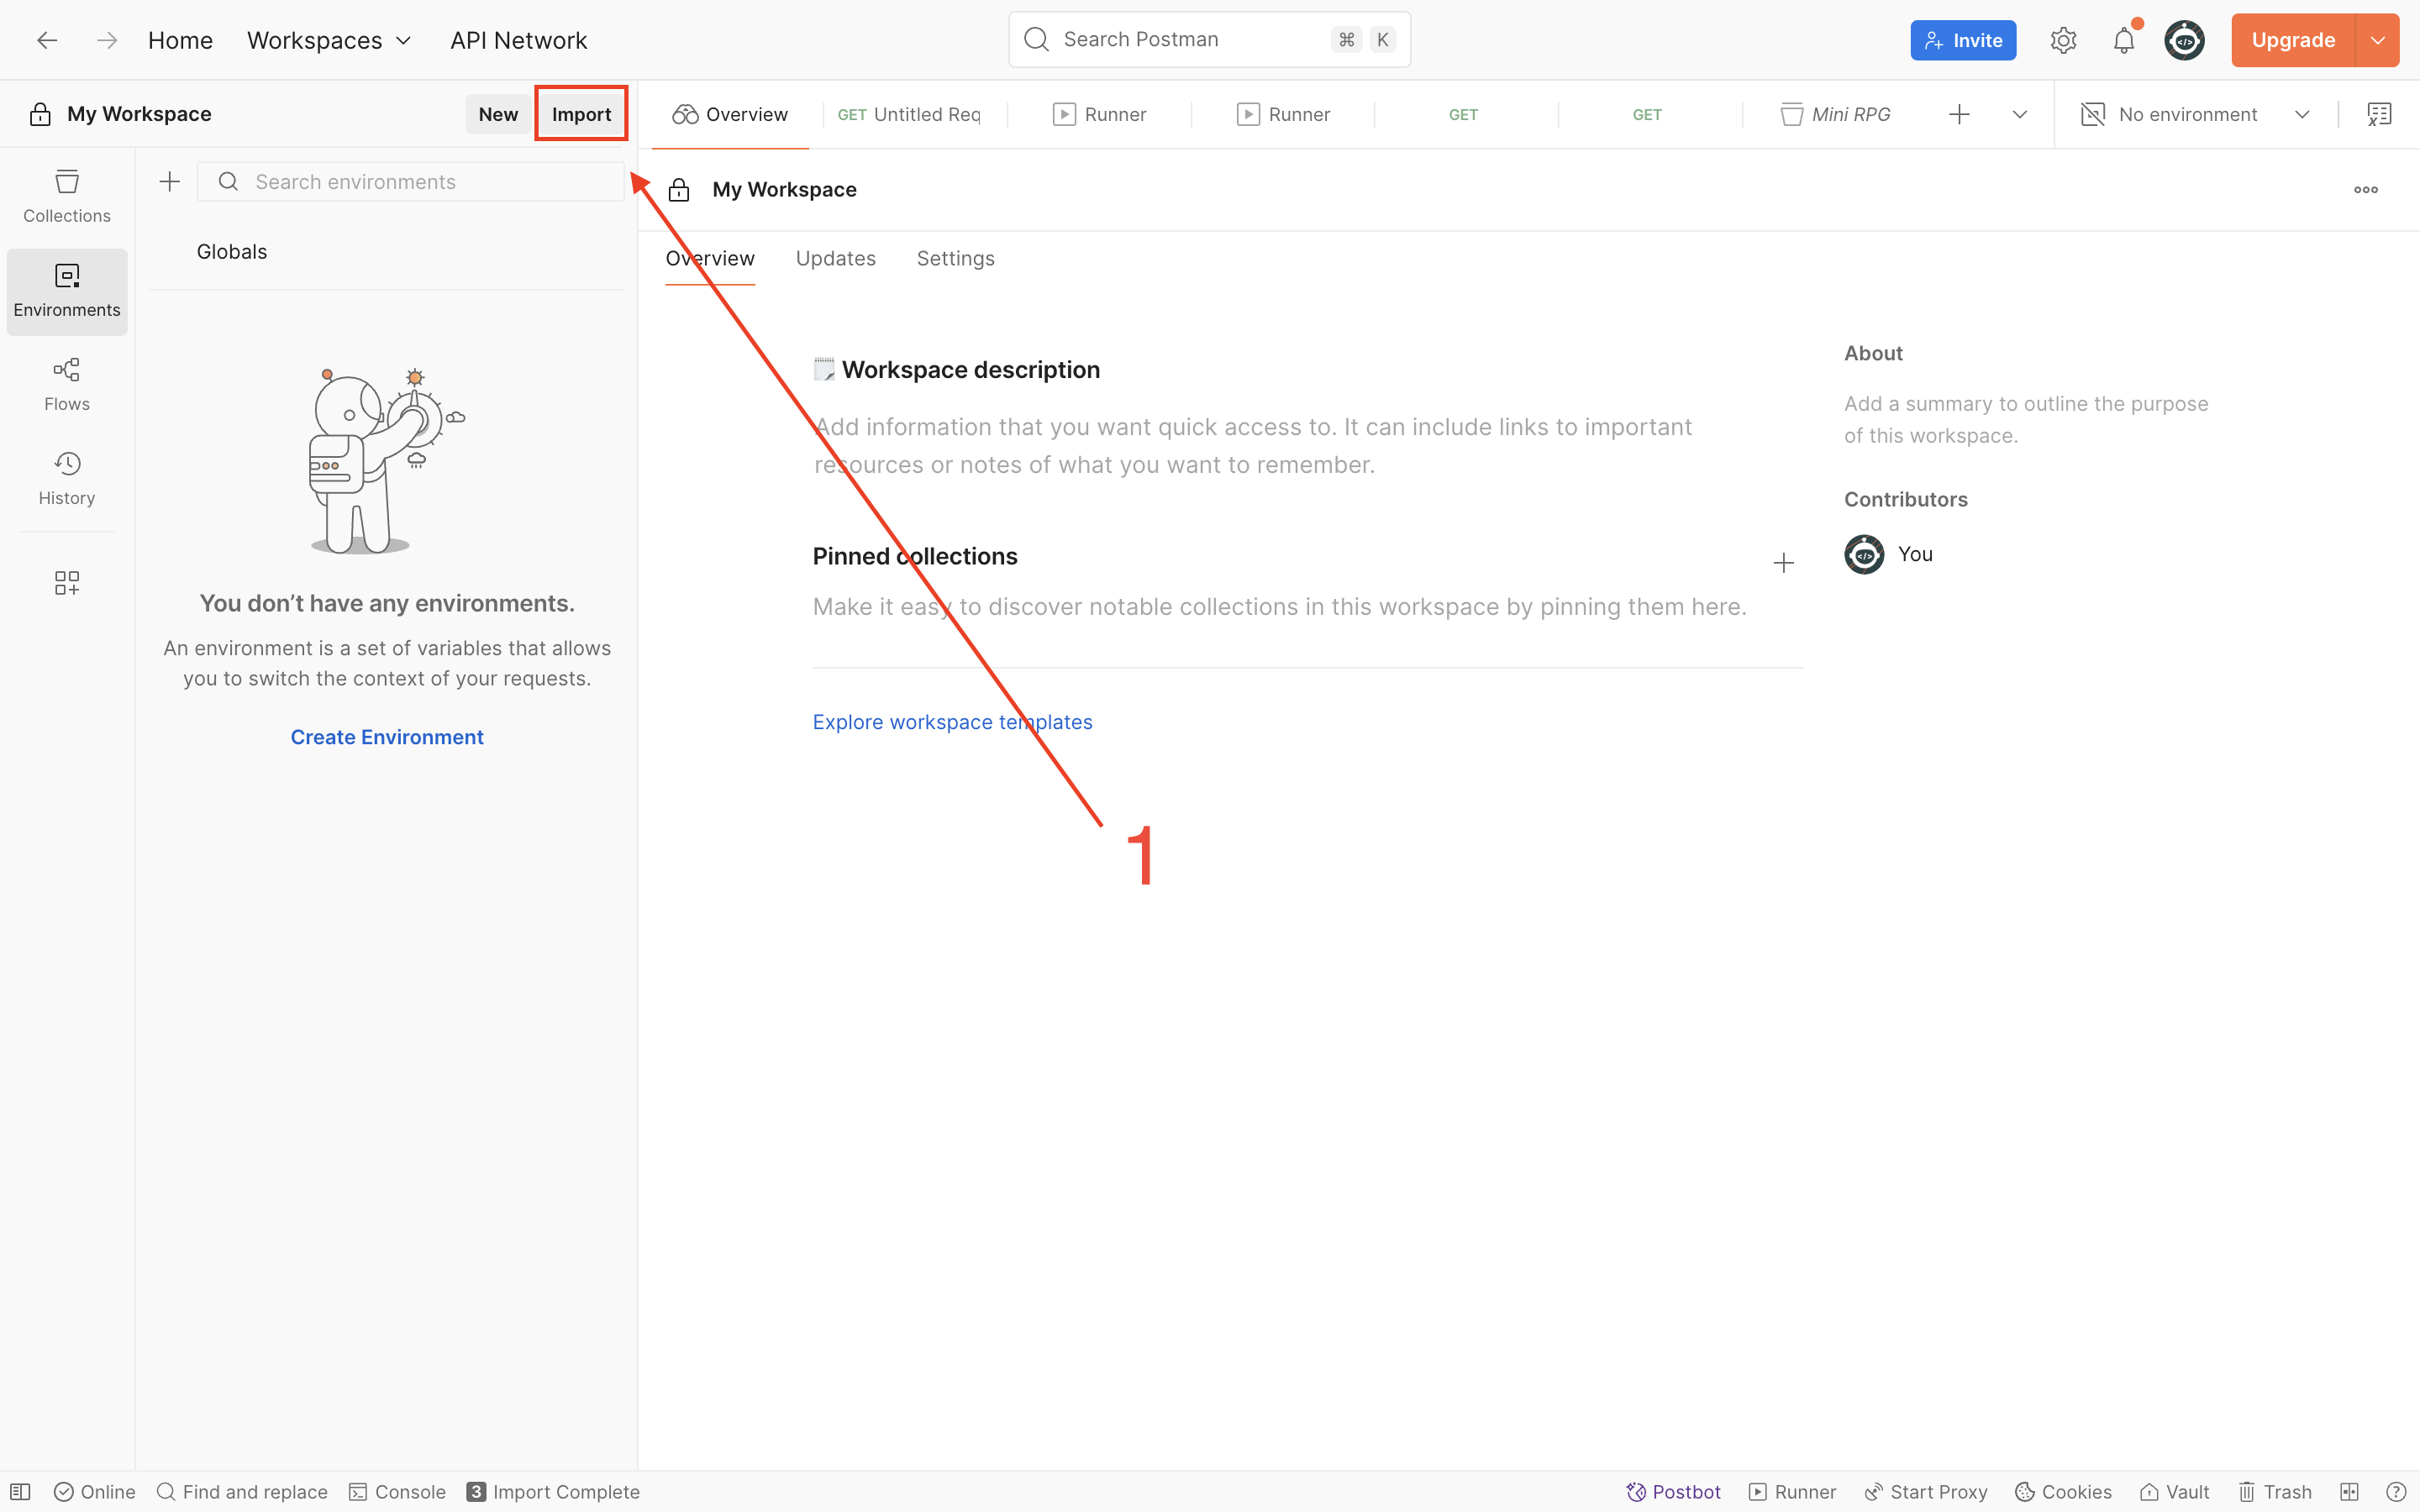 Home Workspaces API Network
Search Postman ⌘ K
Invite
Upgrade
My Workspace
New Import
Overview
GET Untitled Req
Runner
Runner
GET
GET
Mini RPG
No environment
Collections
Environments
Flows
History
Search environments
Globals
You don’t have any environments.
An environment is a set of variables that allows
you to switch the context of your requests.
Create Environment
My Workspace
Overview Updates Settings
Workspace description
Add information that you want quick access to. It can include links to important
resources or notes of what you want to remember.
Pinned collections
Make it easy to discover notable collections in this workspace by pinning them here.
Explore workspace templates
About
Add a summary to outline the purpose
of this workspace.
Contributors
You
1
Online Find and replace Console 3 Import Complete
Postbot Runner Start Proxy Cookies Vault Trash